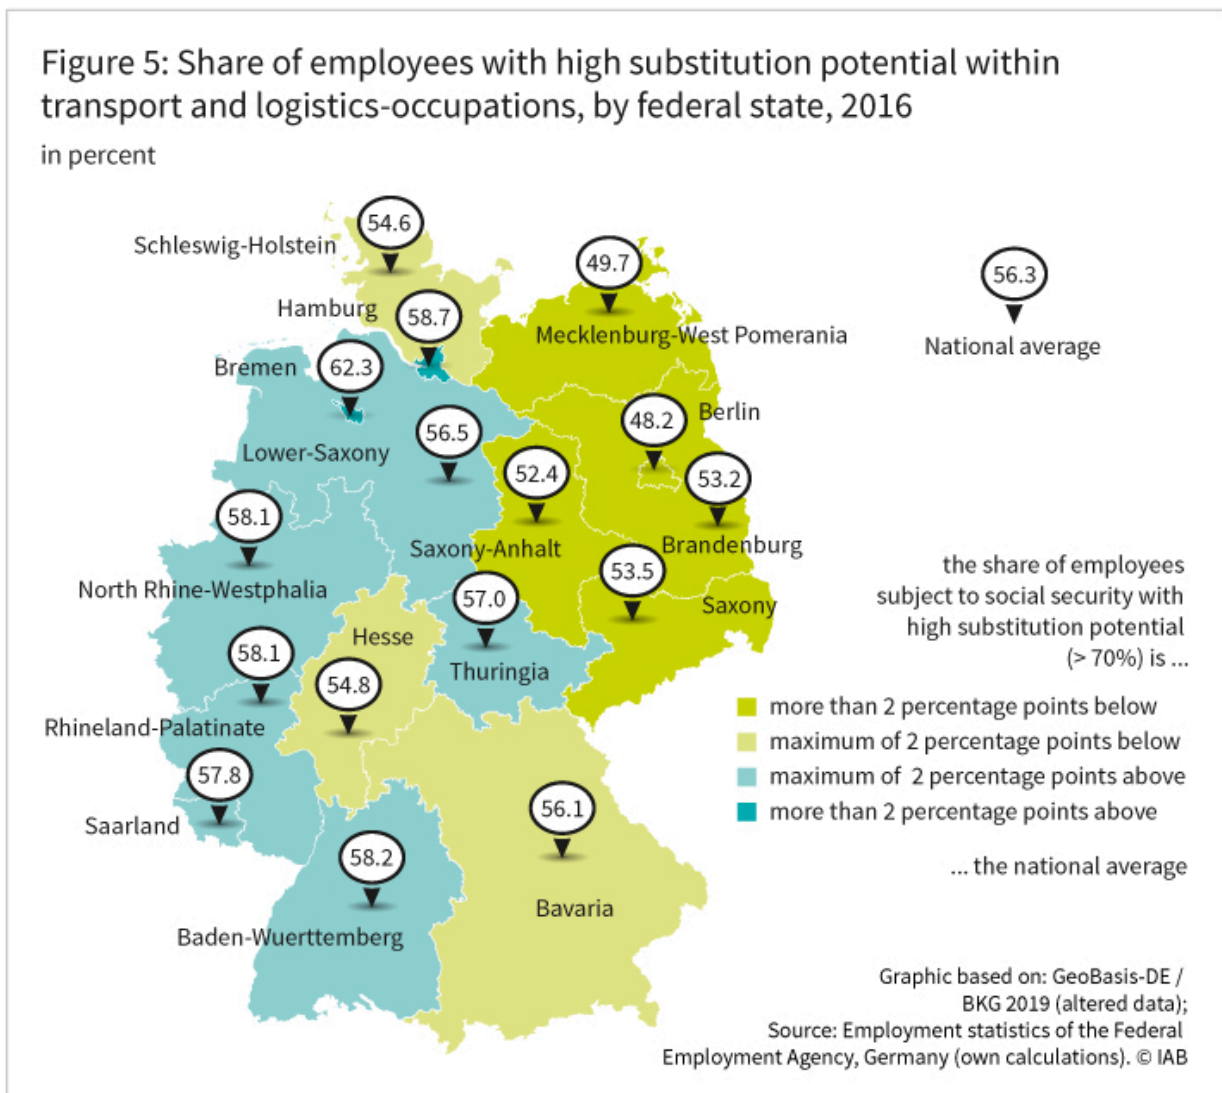 Figure 5: Share of employees with high substitution potential within
transport and logistics-occupations, by federal state, 2016
in percent
54.6
Schleswig-Holstein
49.7
56.3
Hamburg
58.7
Mecklenburg-West Pomerania
National average
Bremen
62.3
48.2
Berlin
56.5
Lower-Saxony
52.4
53.2
58.1
Saxony-Anhalt
Brandenburg
the share of employees
subject to social security with
high substitution potential
(> 70%) is ...
53.5
North Rhine-Westphalia
57.0
Saxony
Hesse
58.1
Thuringia
54.8
Rhineland-Palatinate
more than 2 percentage points below
maximum of 2 percentage points below
maximum of  2 percentage points above
more than 2 percentage points above
57.8
56.1
Saarland
58.2
... the national average
Bavaria
Baden-Wuerttemberg
Graphic based on: GeoBasis-DE /
BKG 2019 (altered data);
Source: Employment statistics of the Federal
Employment Agency, Germany (own calculations). © IAB